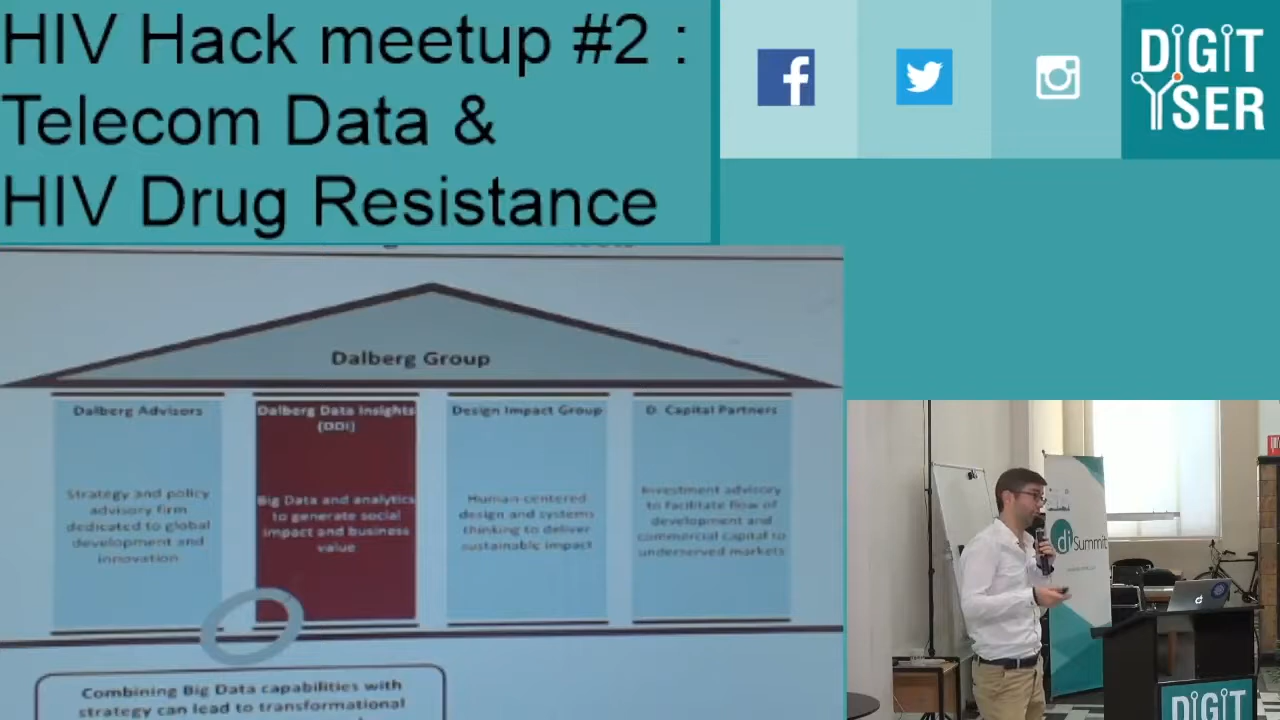 HIV Hack meetup #2 :
Telecom Data &
HIV Drug Resistance
DIGIT
YSER
Dalberg Group
Dalberg Advisors
Strategy and policy
advisory firm
dedicated to global
development and
innovation
Dalberg Data Insights
(DDI)
Big Data and analytics
to generate social
impact and business
value
Design Impact Group
Human-centered
design and systems
thinking to deliver
sustainable impact
D. Capital Partners
Investment advisory
to facilitate flow of
development and
commercial capital to
underserved markets
Combining Big Data capabilities with
strategy can lead to transformational
di Summit
DIGIT